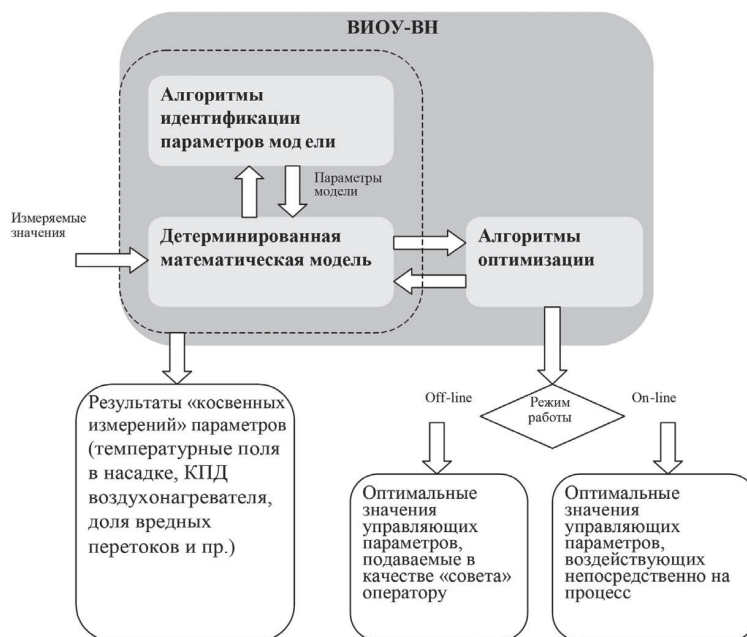 ВИОУ-ВН
Алгоритмы
идентификации
параметров модели
Параметры
модели
Измеряемые
значения
Детерминированная
математическая модель
Алгоритмы
оптимизации
Результаты «косвенных
измерений» параметров
(температурные поля
в насадке, КПД
воздухонагревателя,
доля вредных
перетоков и пр.)
Off-line
Режим
работы
On-line
Оптимальные
значения
управляющих
параметров,
подаваемые в
качестве «совета»
оператору
Оптимальные
значения
управляющих
параметров,
воздействующих
непосредственно на
процесс